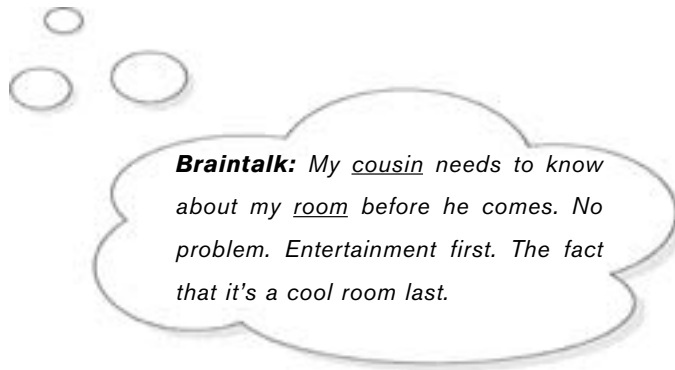 Braintalk: My cousin needs to know
about my room before he comes. No
problem. Entertainment first. The fact
that it's a cool room last.